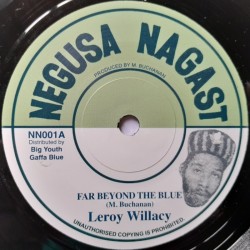 NEGUSA NAGAST
PRODUCED BY M. BUCHANAN
NN001A
Distributed by
Big Youth
Gaffa Blue
FAR BEYOND THE BLUE
(M. Buchanan)
Leroy Willacy
UNAUTHORISED COPYING IS PROHIBITED.